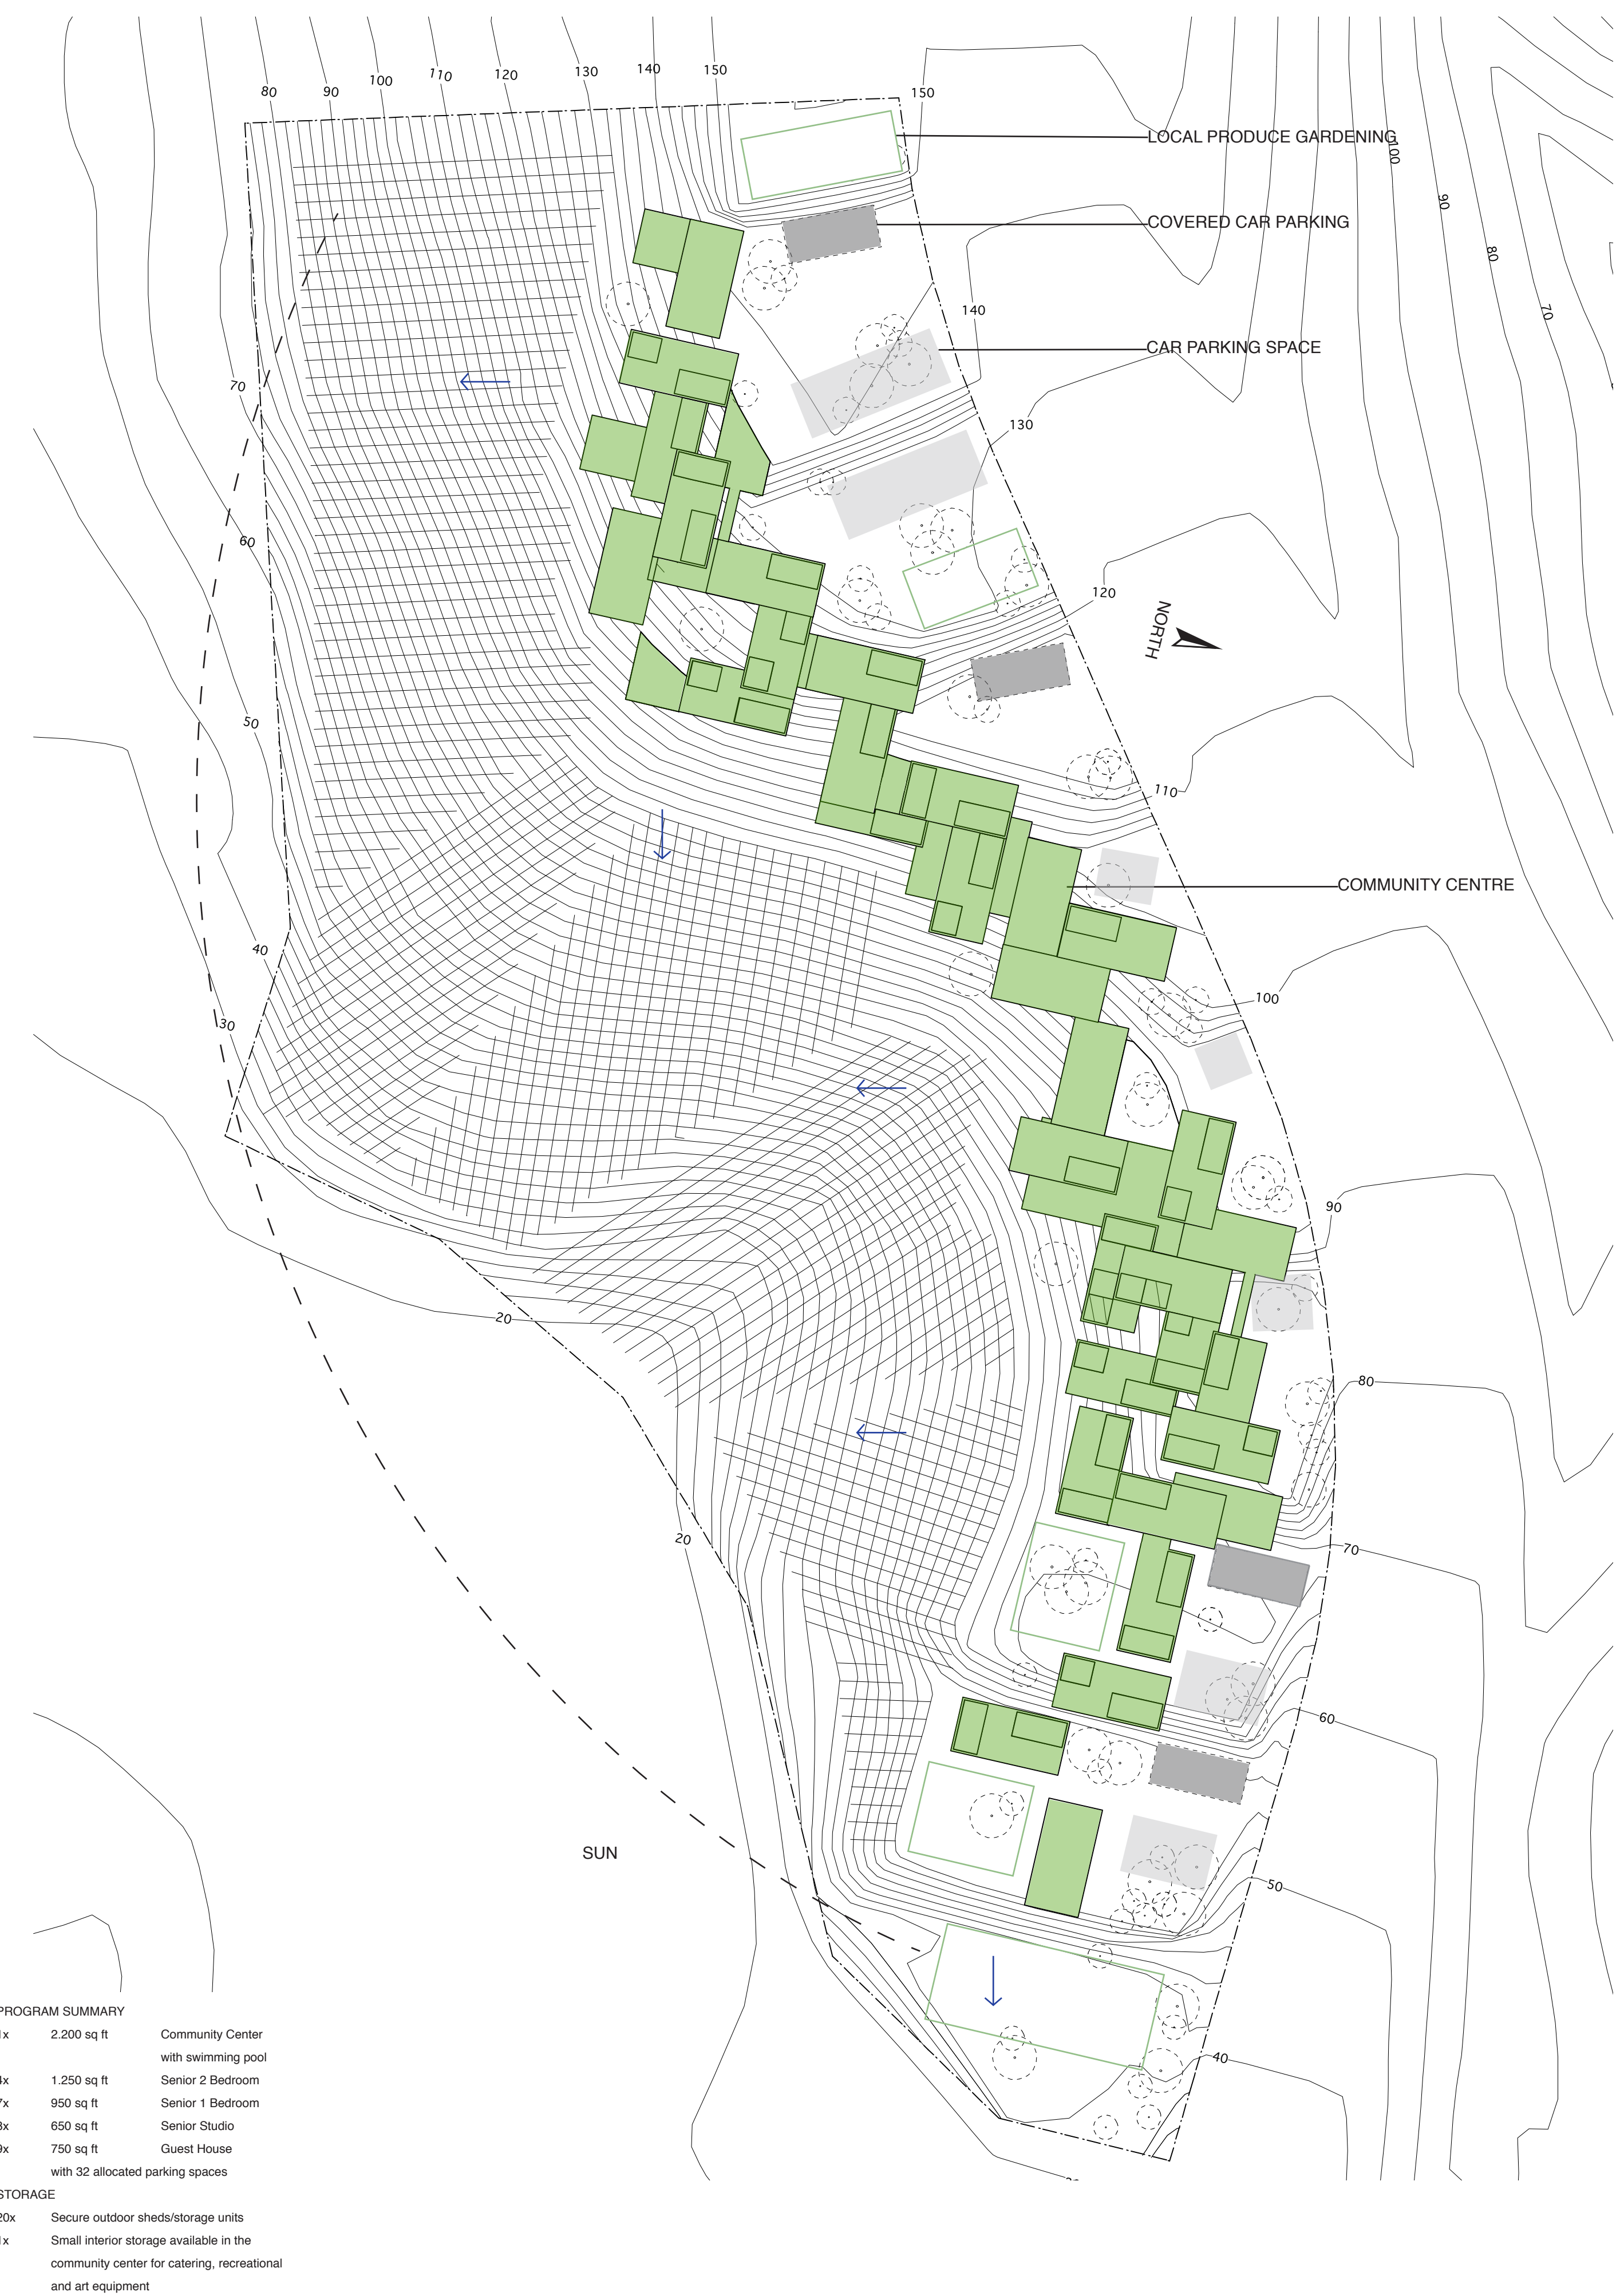 80
90
100
110
120
130
140
150
150
LOCAL PRODUCE GARDENING
100
90
COVERED CAR PARKING
80
140
70
CAR PARKING SPACE
70
130
60
120
NORTH
50
110
COMMUNITY CENTRE
40
100
30
90
20
80
20
70
60
SUN
50
40
PROGRAM SUMMARY
2.200 sq ft Community Center
with swimming pool
1.250 sq ft Senior 2 Bedroom
950 sq ft Senior 1 Bedroom
650 sq ft Senior Studio
750 sq ft Guest House
with 32 allocated parking spaces
STORAGE
20x Secure outdoor sheds/storage units
Small interior storage available in the
community center for catering, recreational
and art equipment